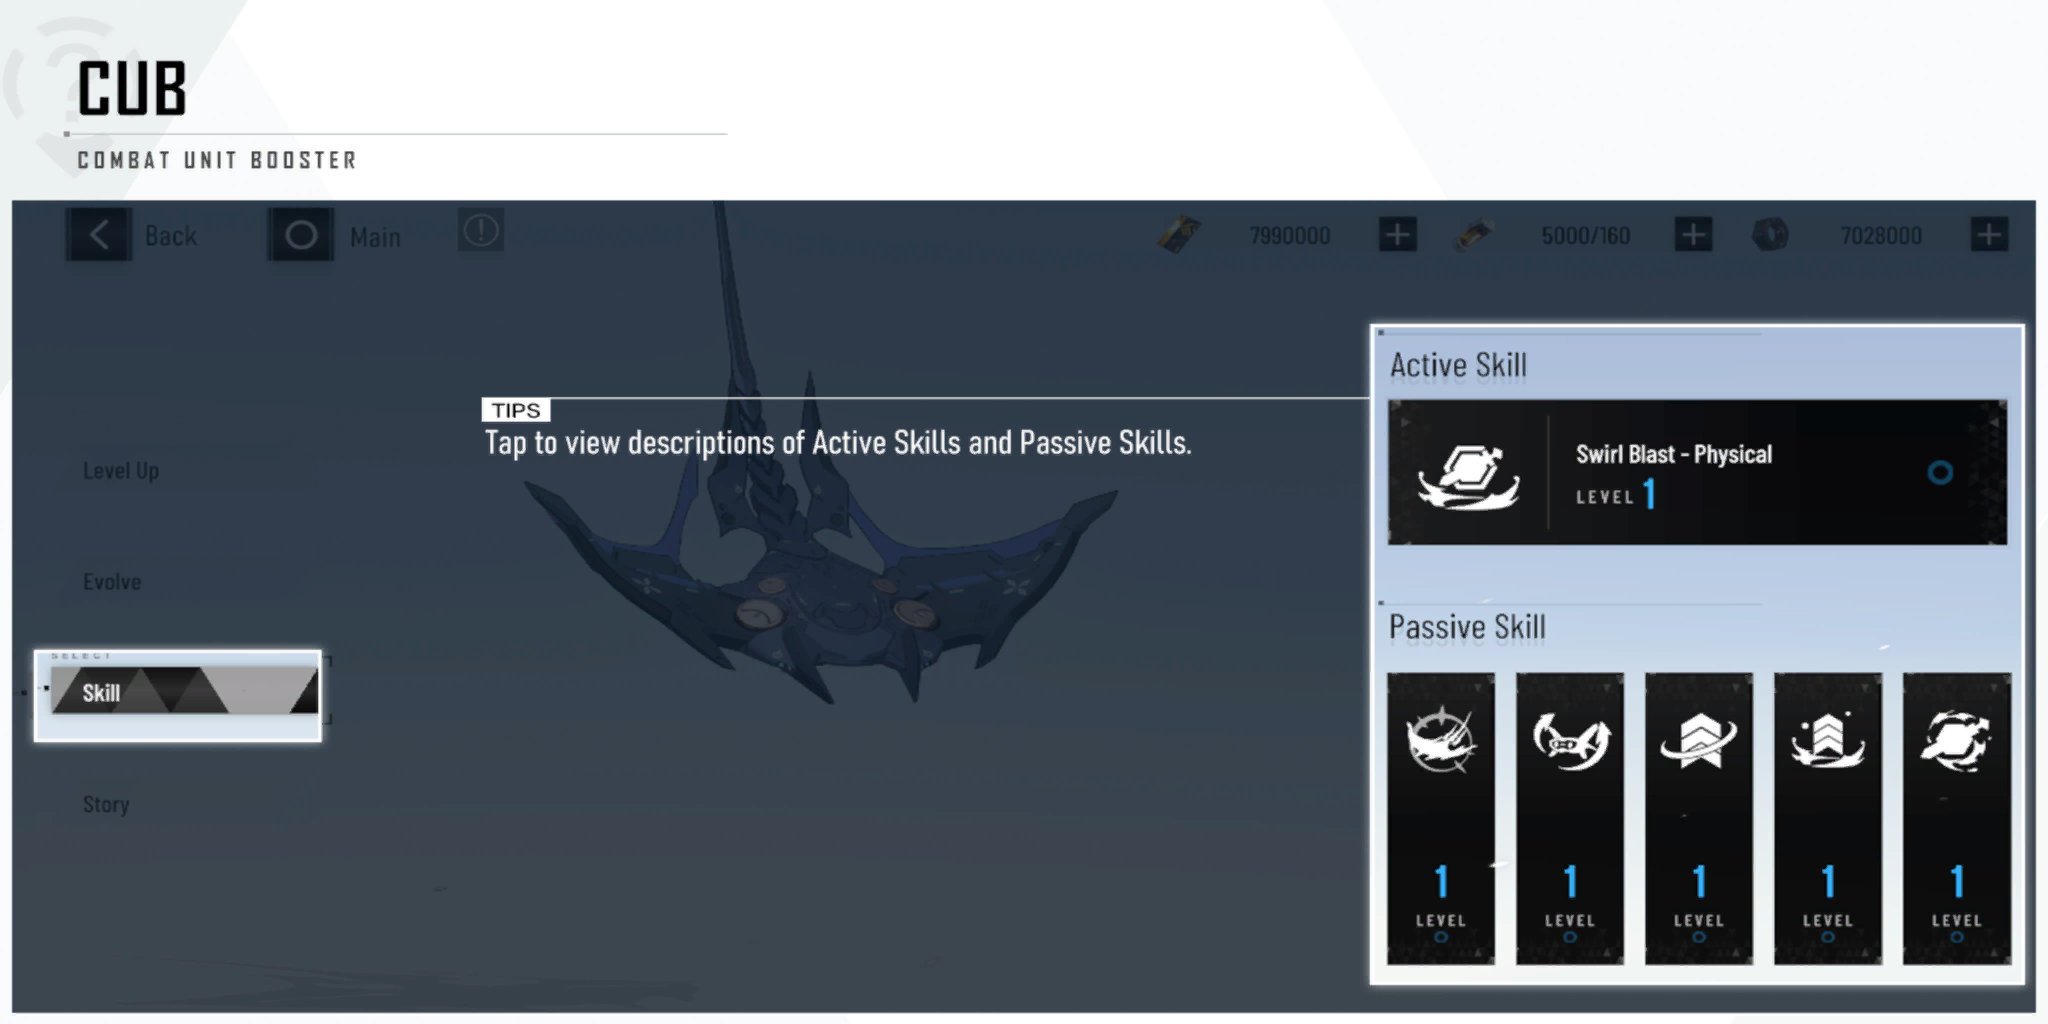 CUB
COMBAT UNIT BOOSTER
Back
Main
7990000
5000/160
7028000
TIPS
Tap to view descriptions of Active Skills and Passive Skills.
Level Up
Evolve
SELECT
Skill
Story
Active Skill
Swirl Blast - Physical
LEVEL 1
Passive Skill
1 1 1 1 1
LEVEL LEVEL LEVEL LEVEL LEVEL